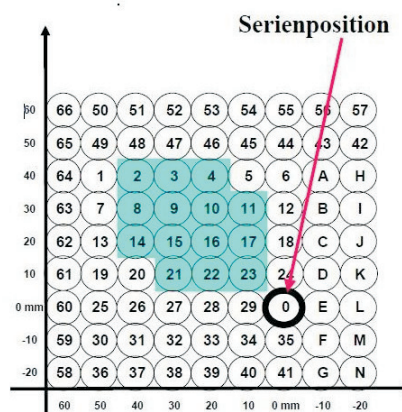 Serienposition
60 66 50 51 52 53 54 55 56 57
50 65 49 48 47 46 45 44 43 42
40 64 1 2 3 4 5 6 A H
30 63 7 8 9 10 11 12 B I
20 62 13 14 15 16 17 18 C J
10 61 19 20 21 22 23 24 D K
0 mm 60 25 26 27 28 29 0 E L
-10 59 30 31 32 33 34 35 F M
-20 58 36 37 38 39 40 41 G N
60 50 40 30 20 10 0 mm -10 -20